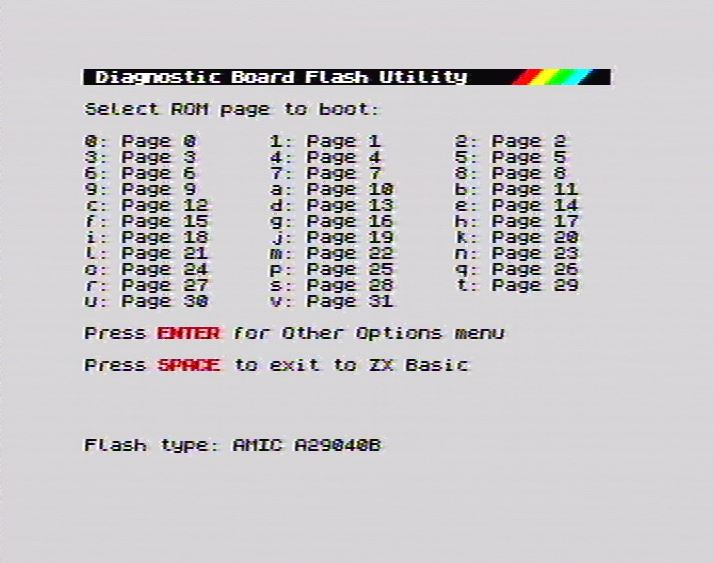 Diagnostic Board Flash Utility
Select ROM page to boot:
0: Page 0 1: Page 1 2: Page 2
3: Page 3 4: Page 4 5: Page 5
6: Page 6 7: Page 7 8: Page 8
9: Page 9 a: Page 10 b: Page 11
c: Page 12 d: Page 13 e: Page 14
f: Page 15 g: Page 16 h: Page 17
i: Page 18 j: Page 19 k: Page 20
l: Page 21 m: Page 22 n: Page 23
o: Page 24 p: Page 25 q: Page 26
r: Page 27 s: Page 28 t: Page 29
u: Page 30 v: Page 31
Press ENTER for Other Options menu
Press SPACE to exit to ZX Basic
Flash type: AMIC A29040B